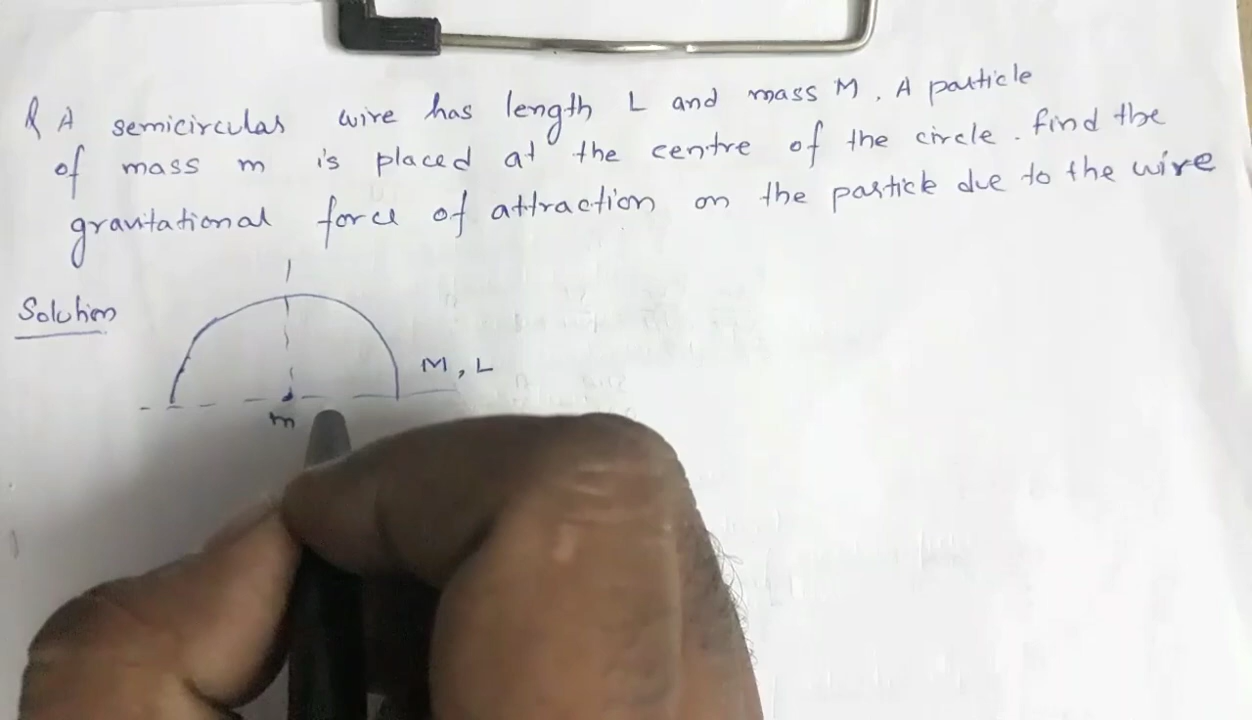 Q A semicircular wire has length L and mass M. A particle
of mass m is placed at the centre of the circle. find the
gravitational force of attraction on the particle due to the wire
Solution
M, L
m